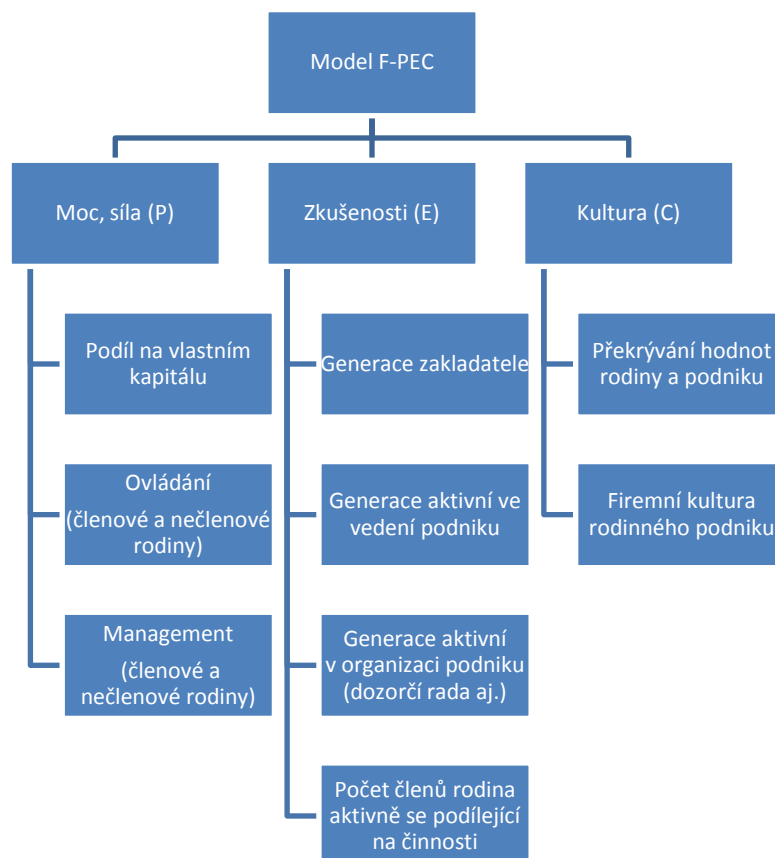 Model F-PEC
Moc, síla (P)
Zkušenosti (E)
Kultura (C)
Podíl na vlastním
kapitálu
Generace zakladatele
Překrývání hodnot
rodiny a podniku
Ovládání
(členové a nečlenové
rodiny)
Generace aktivní ve
vedení podniku
Firemní kultura
rodinného podniku
Management
(členové a
nečlenové rodiny)
Generace aktivní
v organizaci podniku
(dozorčí rada aj.)
Počet členů rodina
aktivně se podílející
na činnosti